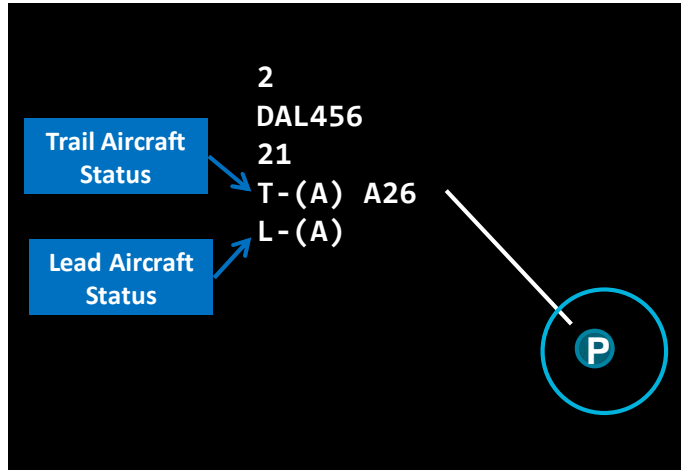 2
DAL456
21
T-(A) A26
L-(A)
Trail Aircraft
Status
Lead Aircraft
Status
P